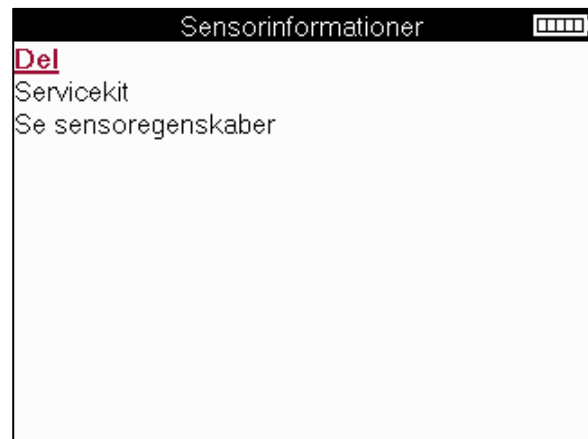 Sensorinformationer
Del
Servicekit
Se sensoregenskaber